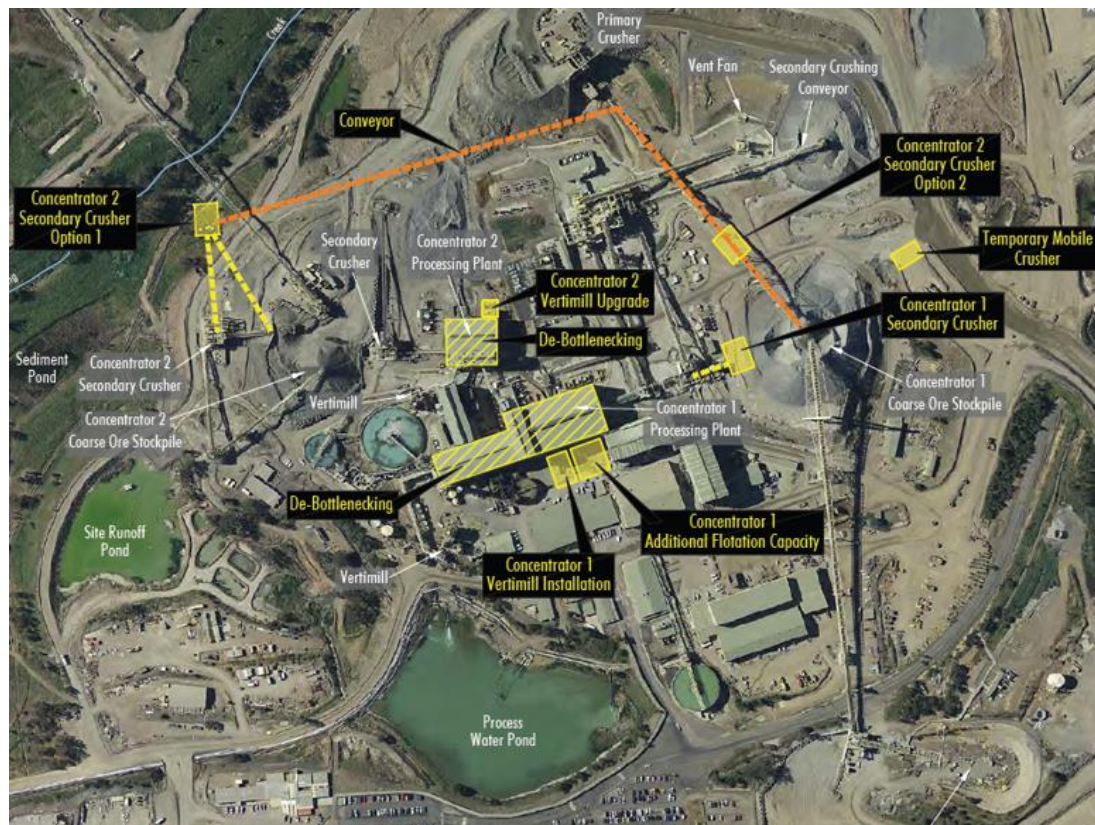 Creek
Primary
Crusher
Vent Fan
Secondary Crushing
Conveyor
Conveyor
Concentrator 2
Secondary Crusher
Option 2
Concentrator 2
Secondary Crusher
Option 1
Secondary
Crusher
Concentrator 2
Processing Plant
Temporary Mobile
Crusher
Concentrator 2
Vertimill Upgrade
Concentrator 1
Secondary Crusher
De-Bottlenecking
Sediment
Pond
Concentrator 2
Secondary Crusher
Concentrator 2
Coarse Ore Stockpile
Vertimill
Concentrator 1
Processing Plant
Concentrator 1
Coarse Ore Stockpile
De-Bottlenecking
Concentrator 1
Additional Flotation Capacity
Site Runoff
Pond
Vertimill
Concentrator 1
Vertimill Installation
Process
Water Pond